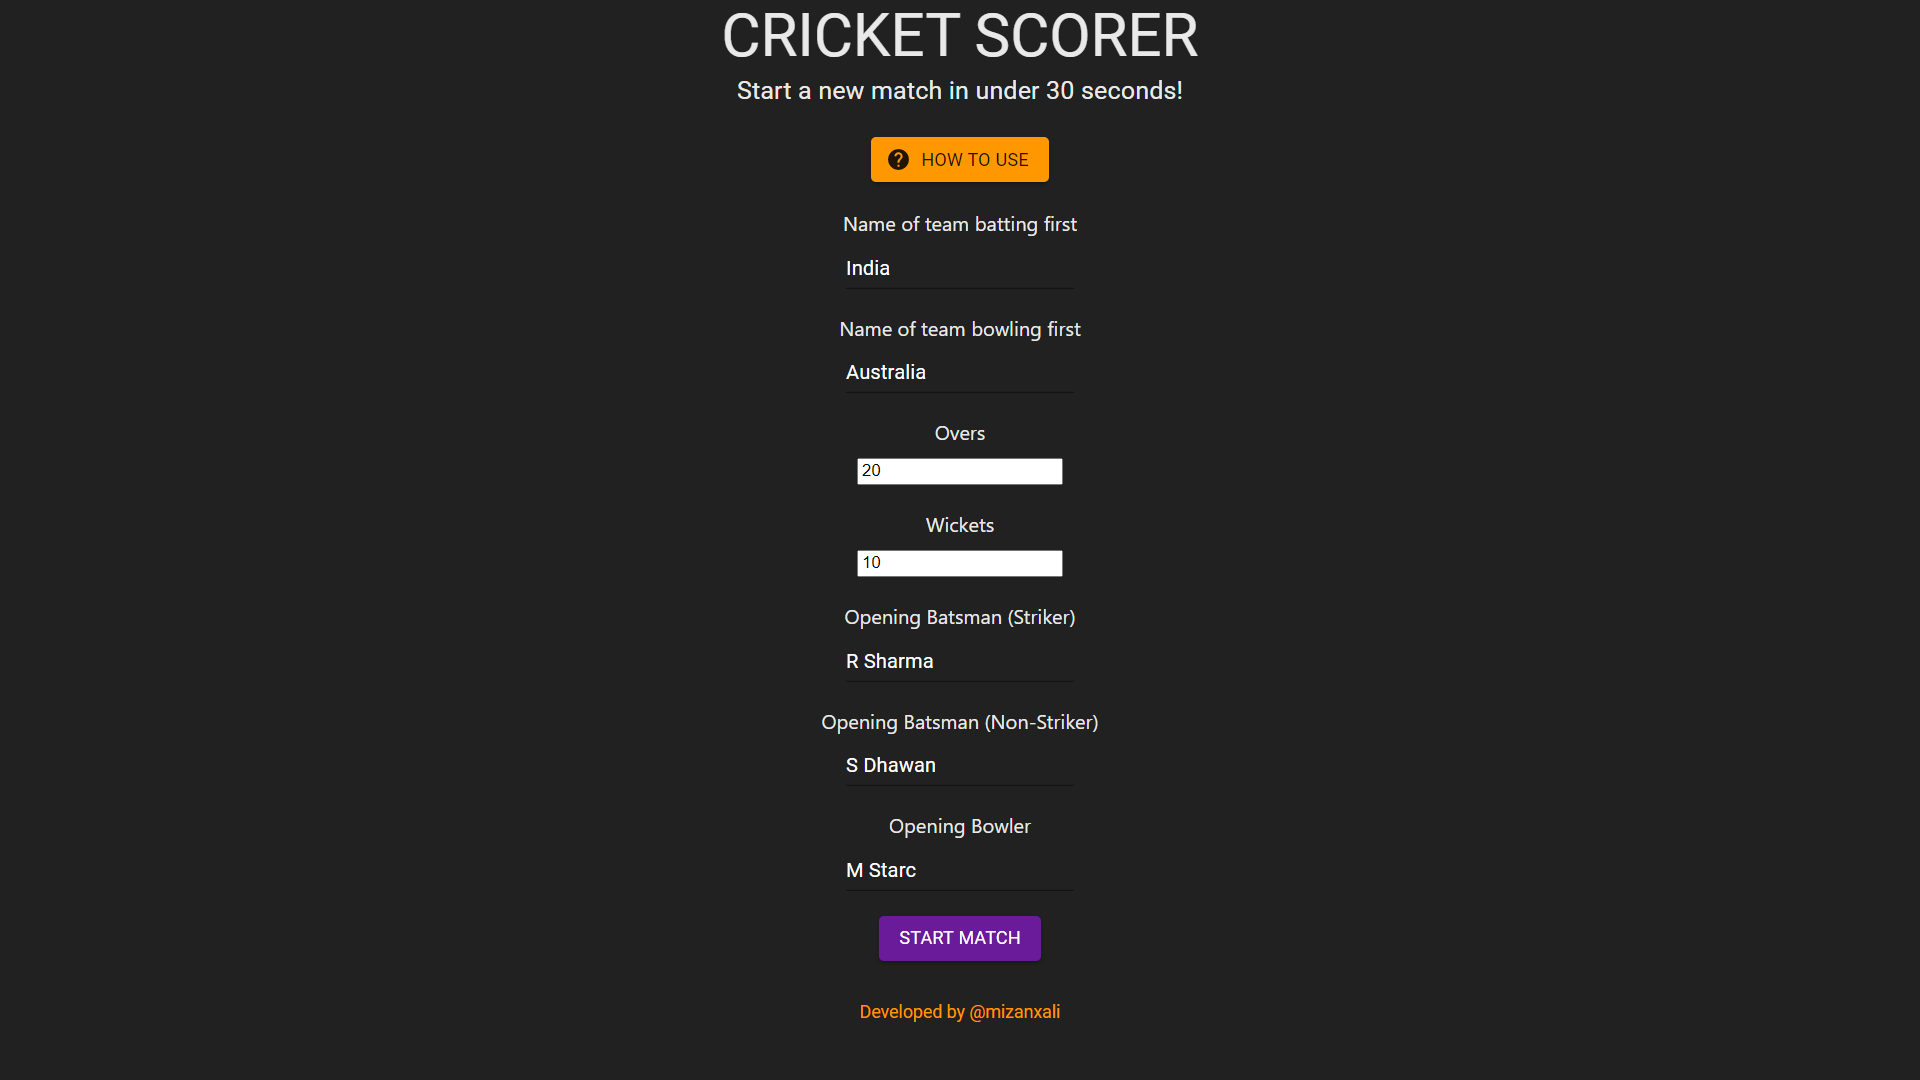 CRICKET SCORER
Start a new match in under 30 seconds!
HOW TO USE
Name of team batting first
India
Name of team bowling first
Australia
Overs
20
Wickets
10
Opening Batsman (Striker)
R Sharma
Opening Batsman (Non-Striker)
S Dhawan
Opening Bowler
M Starc
START MATCH
Developed by @mizanxali